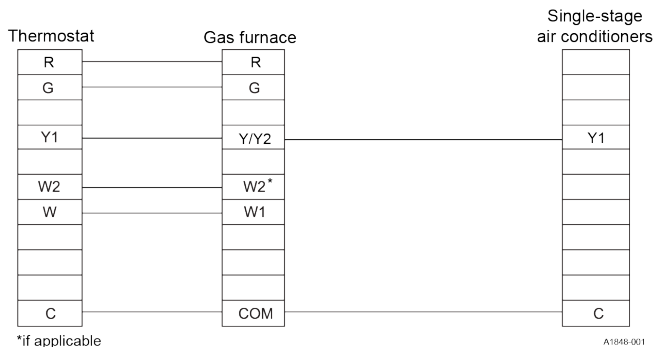 Single-stage
air conditioners
Thermostat
Gas furnace
R
R
G
G
Y1
Y/Y2
Y1
W2
W2*
W
W1
C
COM
C
*if applicable
A1848-001